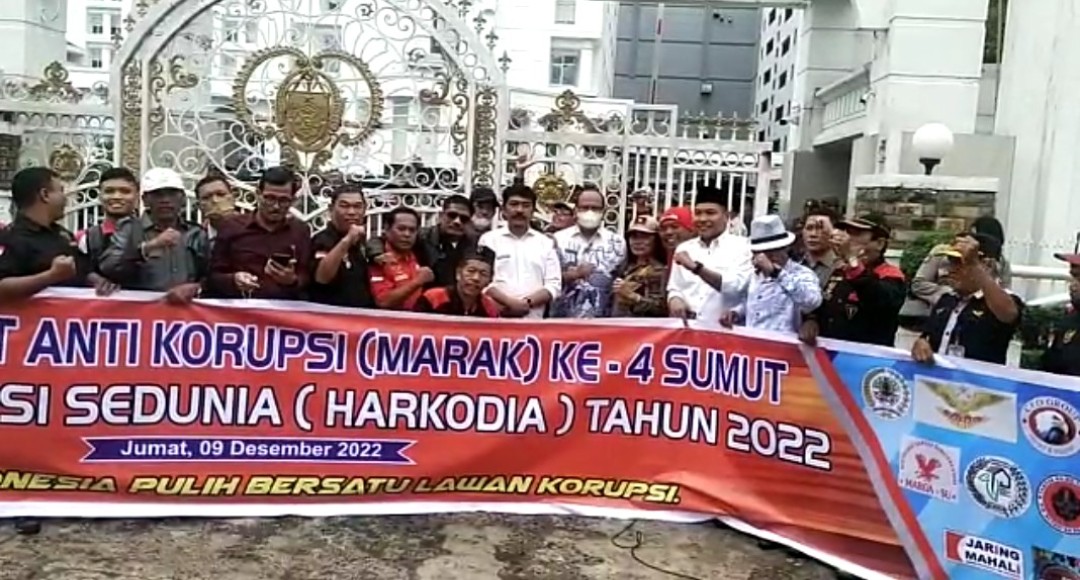 T ANTI KORUPSI (MARAK) KE - 4 SUMUT
SI SEDUNIA ( HARKODIA ) TAHUN 2022
Jumat, 09 Desember 2022
ONESIA PULIH BERSATU LAWAN KORUPSI.
MARGA - SU
JARING
MAHALI